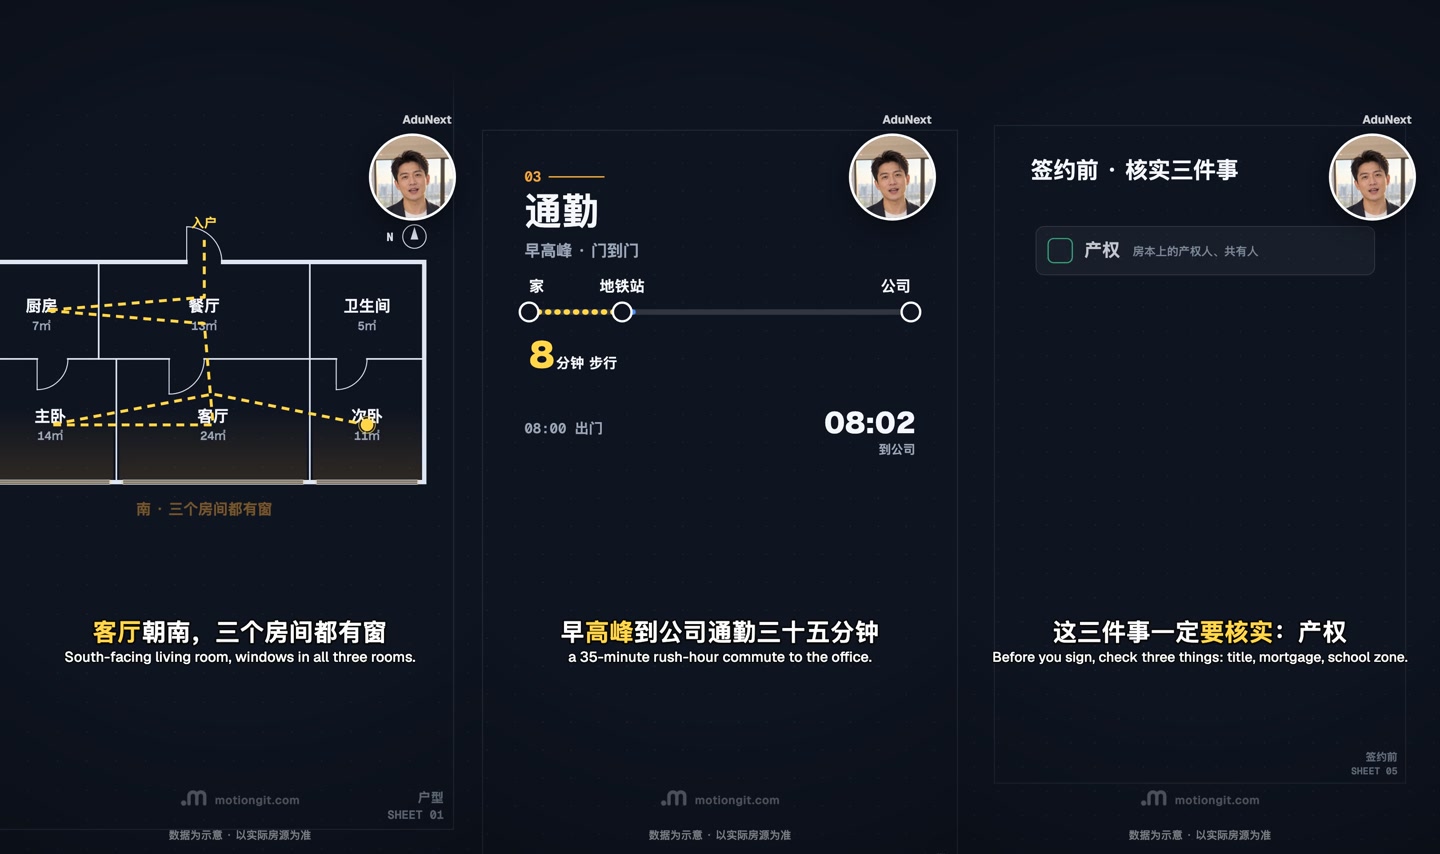 AduNext
入户
N
厨房
7㎡
餐厅
13㎡
卫生间
5㎡
主卧
14㎡
客厅
24㎡
次卧
11㎡
南 · 三个房间都有窗
客厅朝南，三个房间都有窗
South-facing living room, windows in all three rooms.
.m motiongit.com
户型
SHEET 01
数据为示意 · 以实际房源为准
AduNext
03
通勤
早高峰 · 门到门
家 地铁站 公司
8分钟 步行
08:00 出门
08:02
到公司
早高峰到公司通勤三十五分钟
a 35-minute rush-hour commute to the office.
.m motiongit.com
数据为示意 · 以实际房源为准
AduNext
签约前 · 核实三件事
产权 房本上的产权人、共有人
这三件事一定要核实：产权
Before you sign, check three things: title, mortgage, school zone.
签约前
SHEET 05
.m motiongit.com
数据为示意 · 以实际房源为准